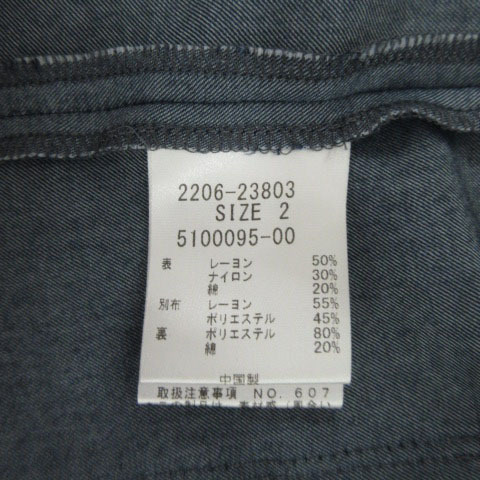 2206-23803
SIZE 2
5100095-00
表 レーヨン 50%
ナイロン 30%
綿 20%
別布 レーヨン 55%
ポリエステル 45%
裏 ポリエステル 80%
綿 20%
中国製
取扱注意事項 NO.607